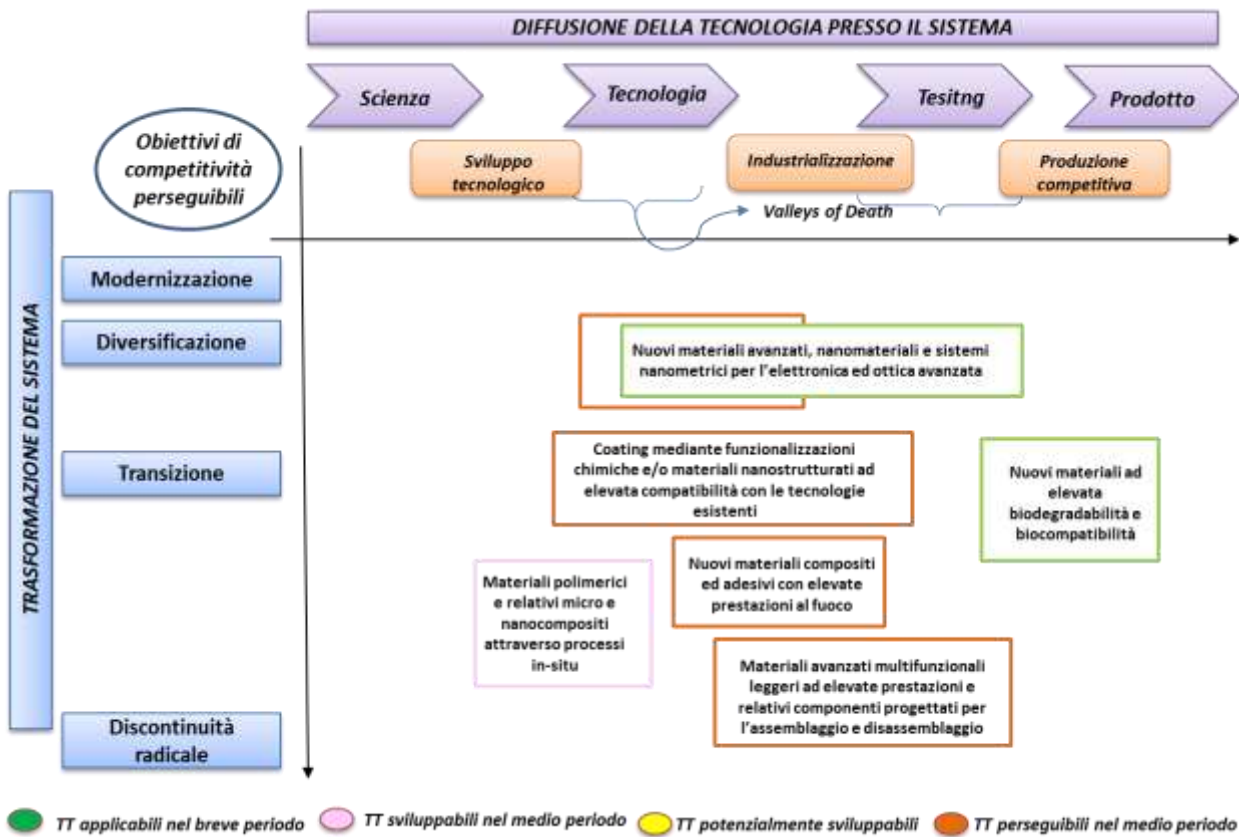 DIFFUSIONE DELLA TECNOLOGIA PRESSO IL SISTEMA
Scienza
Tecnologia
Tesitng
Prodotto
Obiettivi di
competitività
perseguibili
Sviluppo
tecnologico
Industrializzazione
Produzione
competitiva
Valleys of Death
TRASFORMAZIONE DEL SISTEMA
Modernizzazione
Diversificazione
Nuovi materiali avanzati, nanomateriali e sistemi
nanometrici per l'elettronica ed ottica avanzata
Transizione
Coating mediante funzionalizzazioni
chimiche e/o materiali nanostrutturati ad
elevata compatibilità con le tecnologie
esistenti
Nuovi materiali ad
elevata
biodegradabilità e
biocompatibilità
Nuovi materiali compositi
ed adesivi con elevate
prestazioni al fuoco
Materiali polimerici
e relativi micro e
nanocompositi
attraverso processi
in-situ
Materiali avanzati multifunzionali
leggeri ad elevate prestazioni e
relativi componenti progettati per
l'assemblaggio e disassemblaggio
Discontinuità
radicale
TT applicabili nel breve periodo
TT sviluppabili nel medio periodo
TT potenzialmente sviluppabili
TT perseguibili nel medio periodo